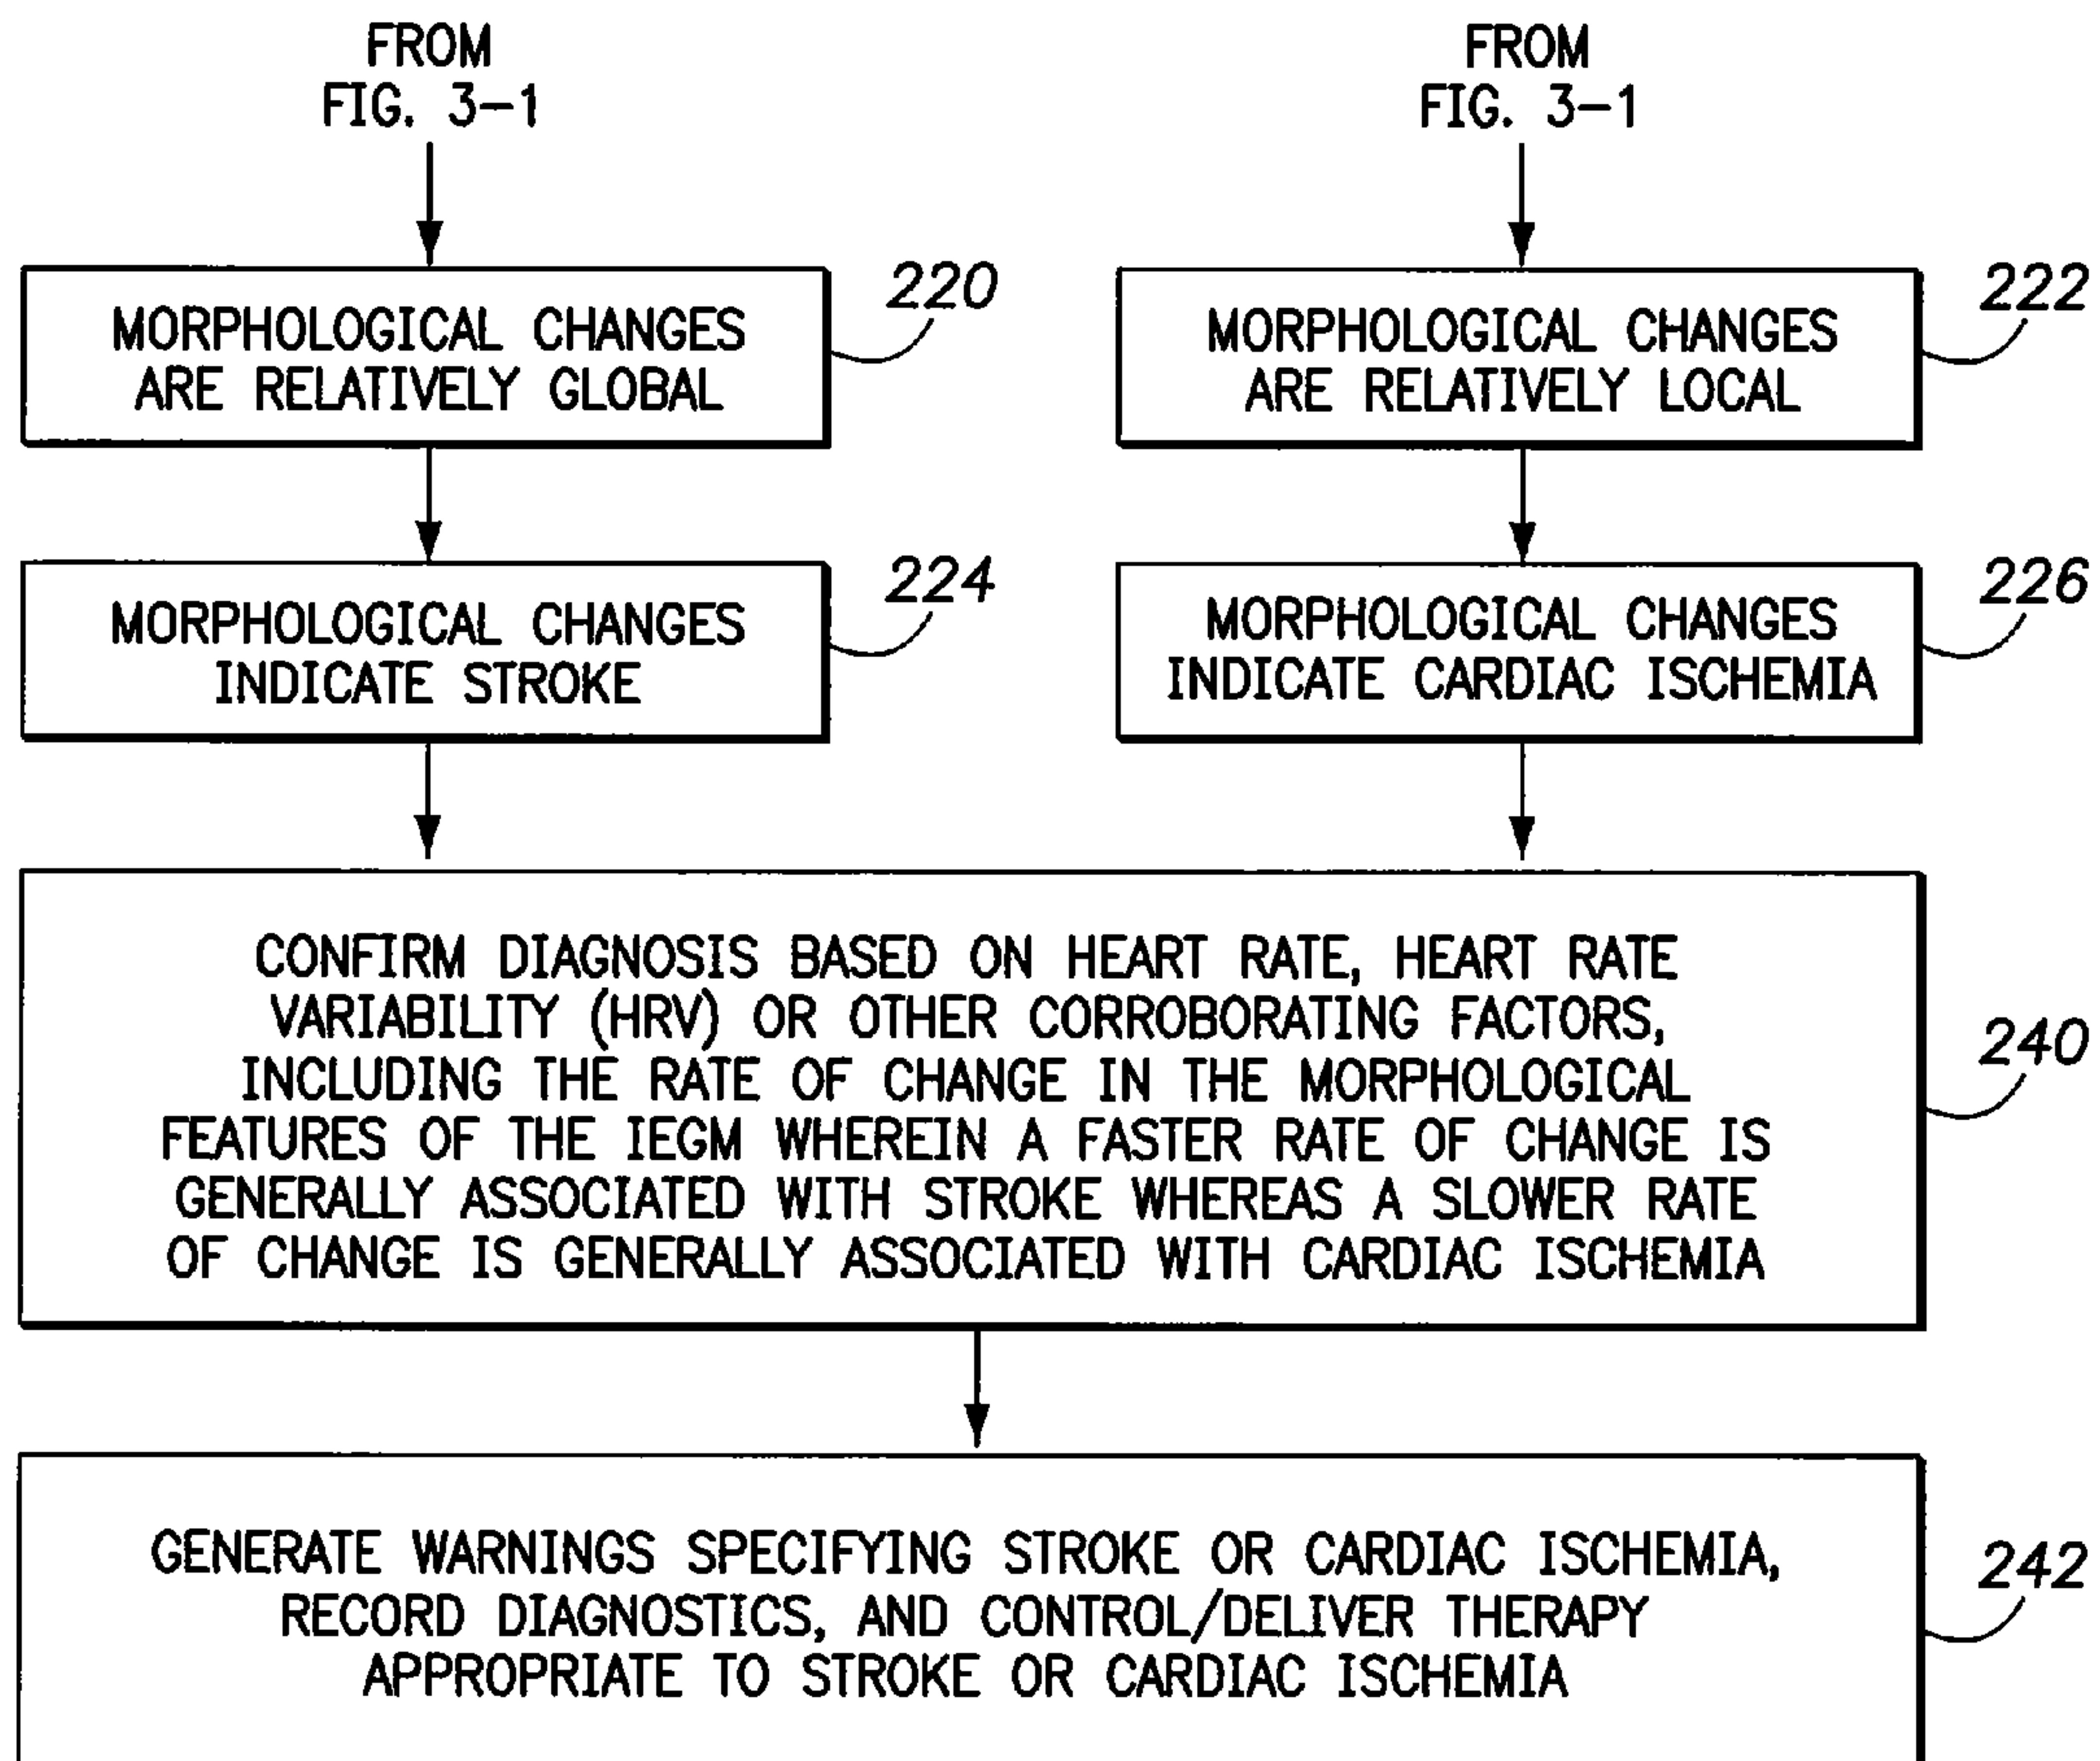 FROM
FIG. 3-1
FROM
FIG. 3-1
MORPHOLOGICAL CHANGES
ARE RELATIVELY GLOBAL
220
MORPHOLOGICAL CHANGES
ARE RELATIVELY LOCAL
222
MORPHOLOGICAL CHANGES
INDICATE STROKE
224
MORPHOLOGICAL CHANGES
INDICATE CARDIAC ISCHEMIA
226
CONFIRM DIAGNOSIS BASED ON HEART RATE, HEART RATE
VARIABILITY (HRV) OR OTHER CORROBORATING FACTORS,
INCLUDING THE RATE OF CHANGE IN THE MORPHOLOGICAL
FEATURES OF THE IEGM WHEREIN A FASTER RATE OF CHANGE IS
GENERALLY ASSOCIATED WITH STROKE WHEREAS A SLOWER RATE
OF CHANGE IS GENERALLY ASSOCIATED WITH CARDIAC ISCHEMIA
240
GENERATE WARNINGS SPECIFYING STROKE OR CARDIAC ISCHEMIA,
RECORD DIAGNOSTICS, AND CONTROL/DELIVER THERAPY
APPROPRIATE TO STROKE OR CARDIAC ISCHEMIA
242